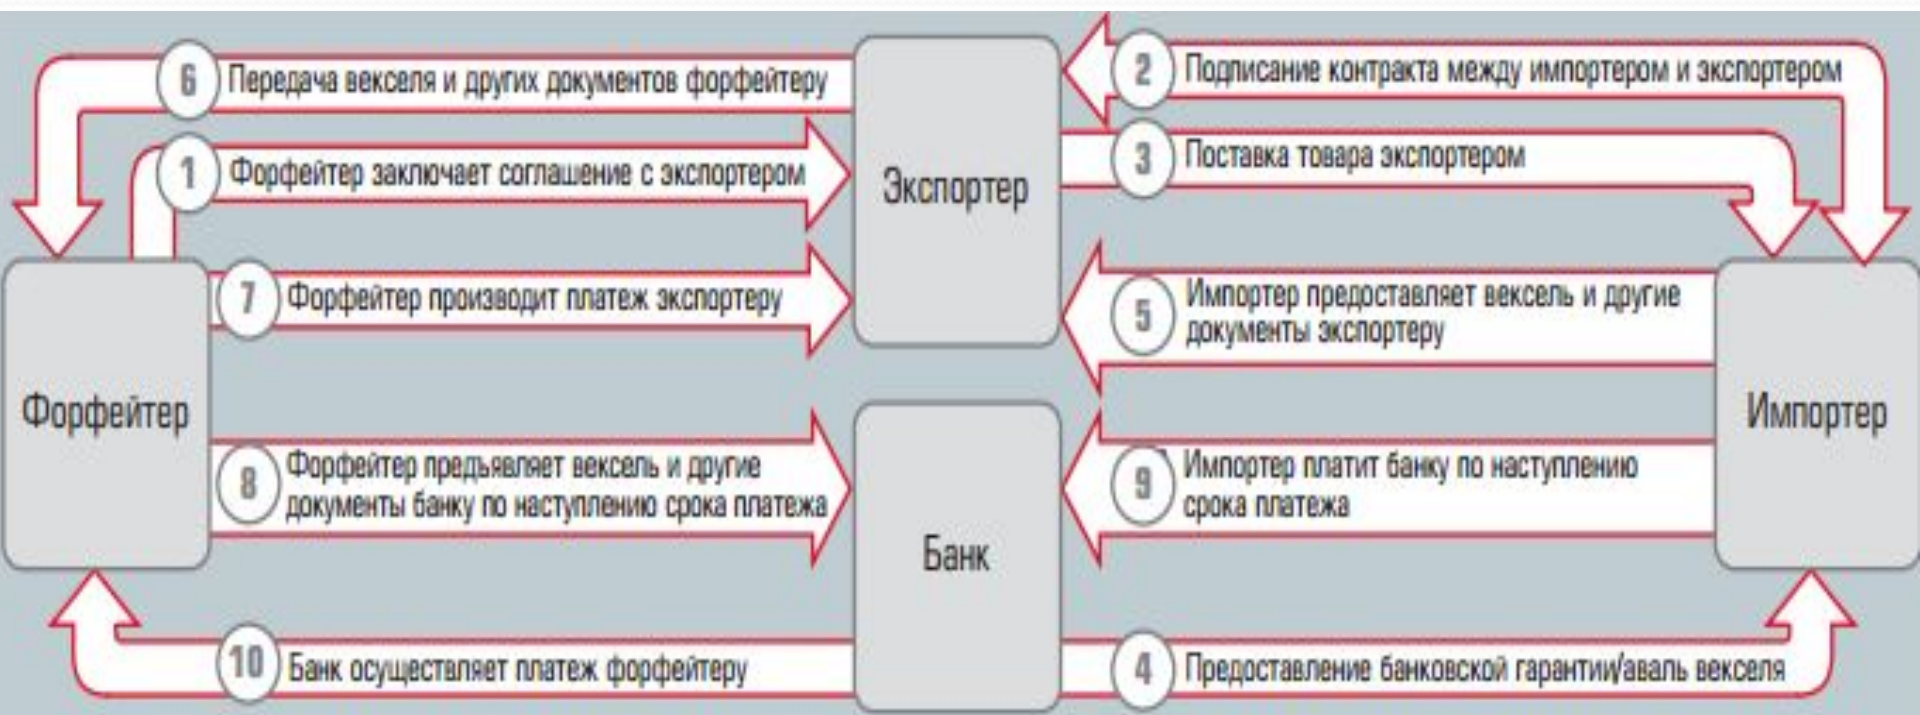 6 Передача векселя и других документов форфейтеру
2 Подписание контракта между импортером и экспортером
1 Форфейтер заключает соглашение с экспортером
3 Поставка товара экспортером
Экспортер
7 Форфейтер производит платеж экспортеру
5 Импортер предоставляет вексель и другие
документы экспортеру
Форфейтер
Импортер
8 Форфейтер предъявляет вексель и другие
документы банку по наступлению срока платежа
9 Импортер платит банку по наступлению
срока платежа
Банк
10 Банк осуществляет платеж форфейтеру
4 Предоставление банковской гарантии/аваль векселя